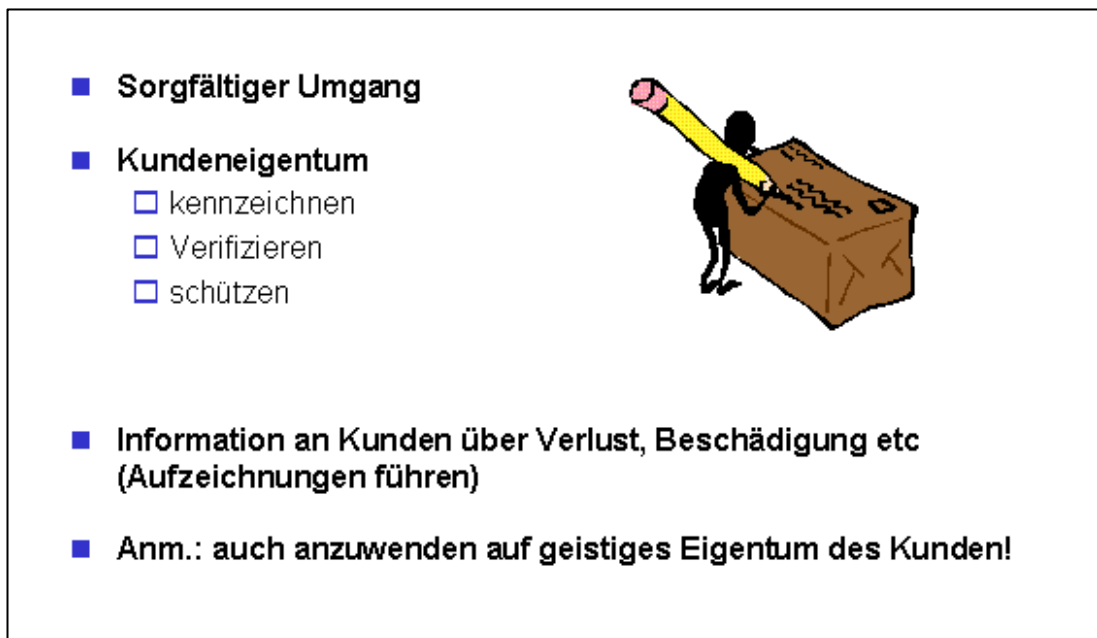 Sorgfältiger Umgang
Kundeneigentum
kennzeichnen
Verifizieren
schützen
Information an Kunden über Verlust, Beschädigung etc
(Aufzeichnungen führen)
Anm.: auch anzuwenden auf geistiges Eigentum des Kunden!